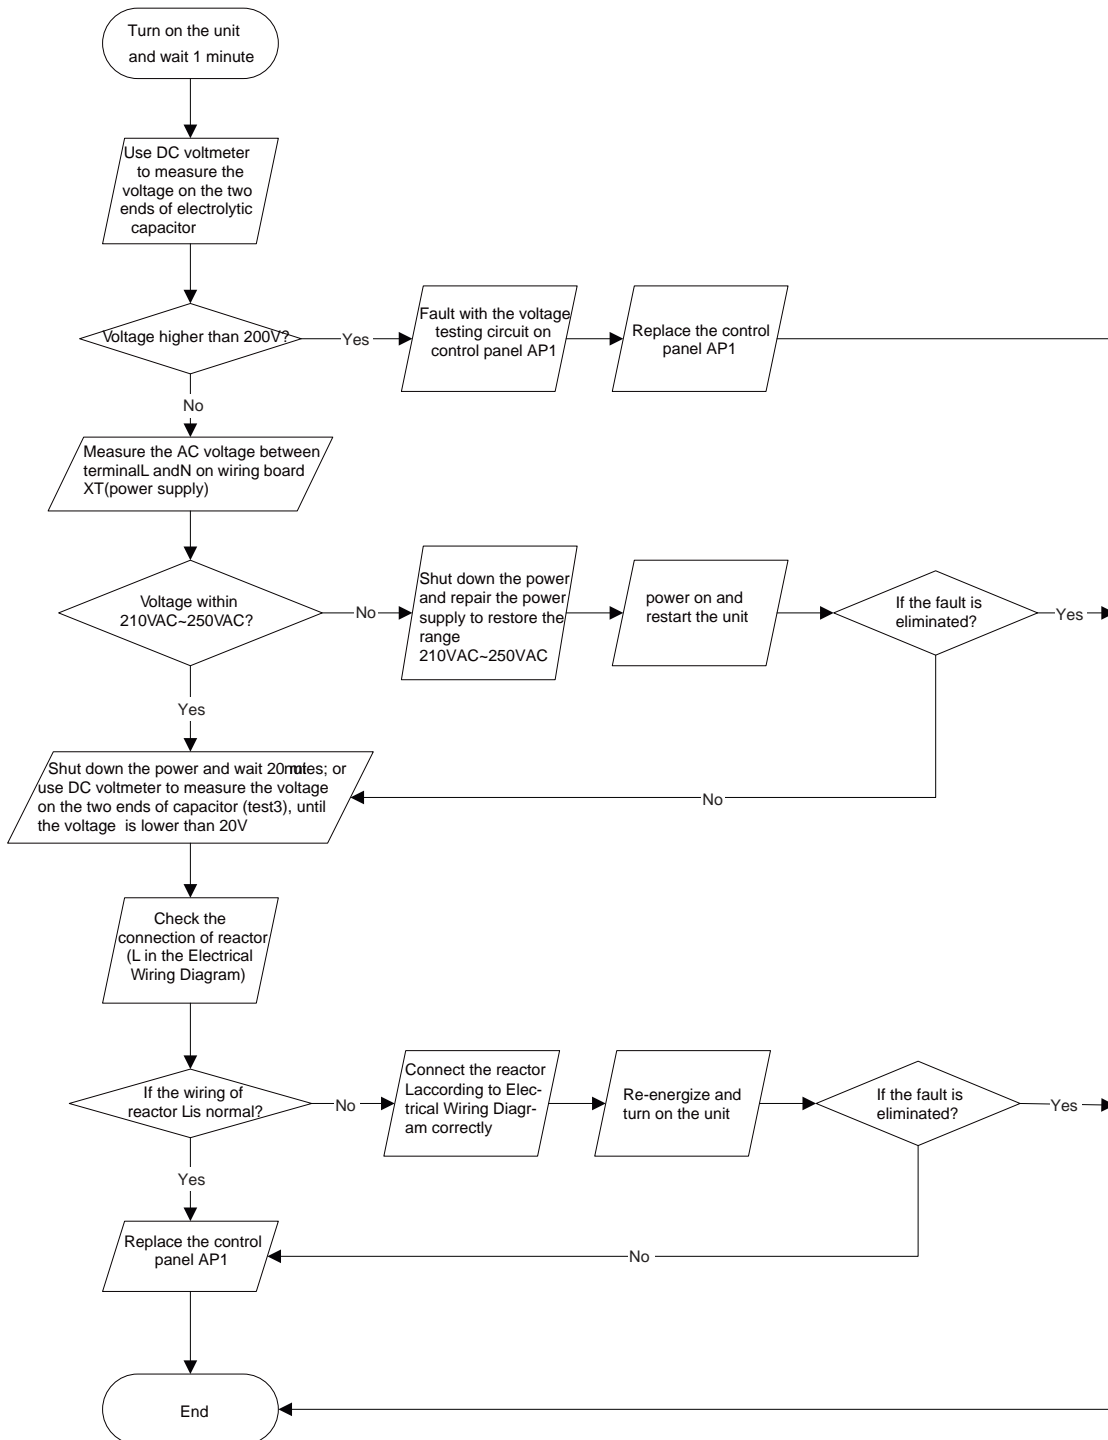 Turn on the unit
and wait 1 minute
Use DC voltmeter
to measure the
voltage on the two
ends of electrolytic
capacitor
Voltage higher than 200V?
Yes
Fault with the voltage
testing circuit on
control panel AP1
Replace the control
panel AP1
No
Measure the AC voltage between
terminalL andN on wiring board
XT(power supply)
Voltage within
210VAC~250VAC?
No
Shut down the power
and repair the power
supply to restore the
range
210VAC~250VAC
power on and
restart the unit
If the fault is
eliminated?
Yes
Yes
Shut down the power and wait 20 ; or
use DC voltmeter to measure the voltage
on the two ends of capacitor (test3), until
the voltage is lower than 20V
No
Check the
connection of reactor
(L in the Electrical
Wiring Diagram)
If the wiring of
reactor Lis normal?
No
Connect the reactor
Laccording to Elec-
trical Wiring Diagr-
am correctly
Re-energize and
turn on the unit
If the fault is
eliminated?
Yes
Yes
Replace the control
panel AP1
No
End